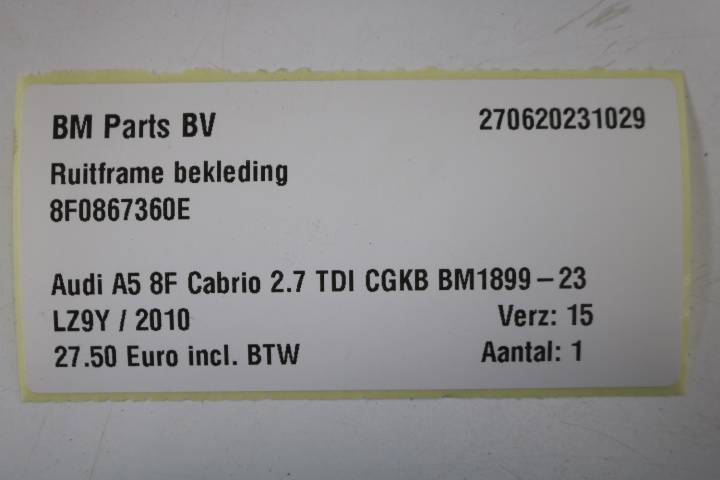 BM Parts BV 270620231029
Ruitframe bekleding
8F0867360E
Audi A5 8F Cabrio 2.7 TDI CGKB BM1899-23
LZ9Y / 2010 Verz: 15
27.50 Euro incl. BTW Aantal: 1